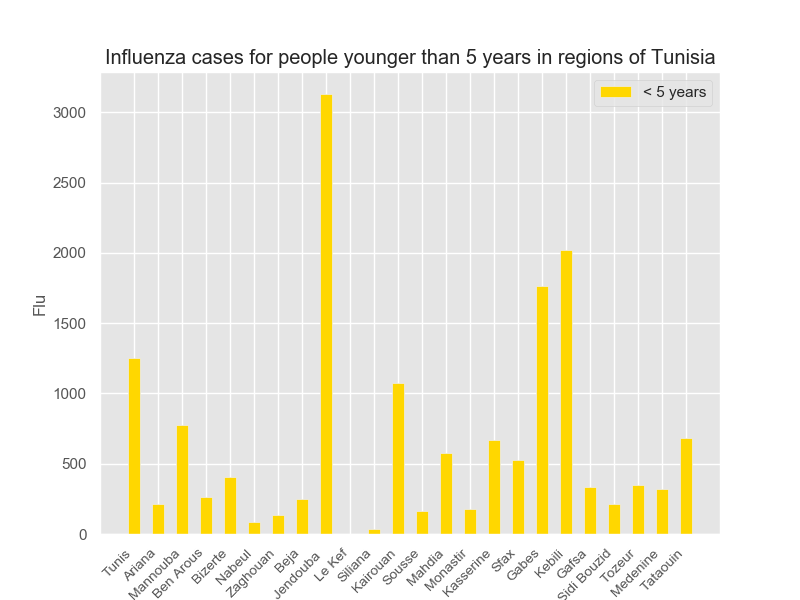 Influenza cases for people younger than 5 years in regions of Tunisia
< 5 years
3000
2500
2000
1500
1000
500
0
Flu
Tunis
Ariana
Mannouba
Ben Arous
Bizerte
Nabeul
Zaghouan
Beja
Jendouba
Le Kef
Siliana
Kairouan
Sousse
Mahdia
Monastir
Kasserine
Sfax
Gabes
Kebili
Gafsa
Sidi Bouzid
Tozeur
Medenine
Tataouin